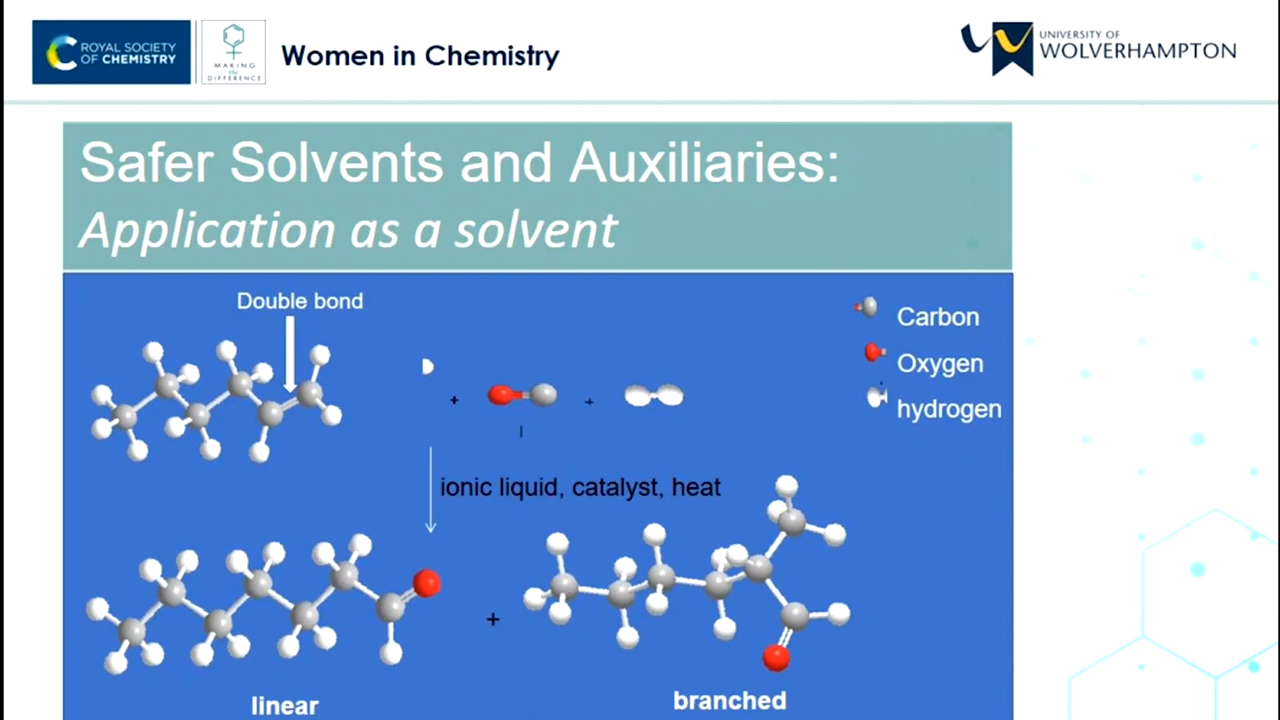 ROYAL SOCIETY
OF CHEMISTRY
MAKING
the
DIFFERENCE
Women in Chemistry
UNIVERSITY OF
WOLVERHAMPTON
Safer Solvents and Auxiliaries:
Application as a solvent
Double bond
Carbon
Oxygen
hydrogen
+
+
ionic liquid, catalyst, heat
+
linear
branched